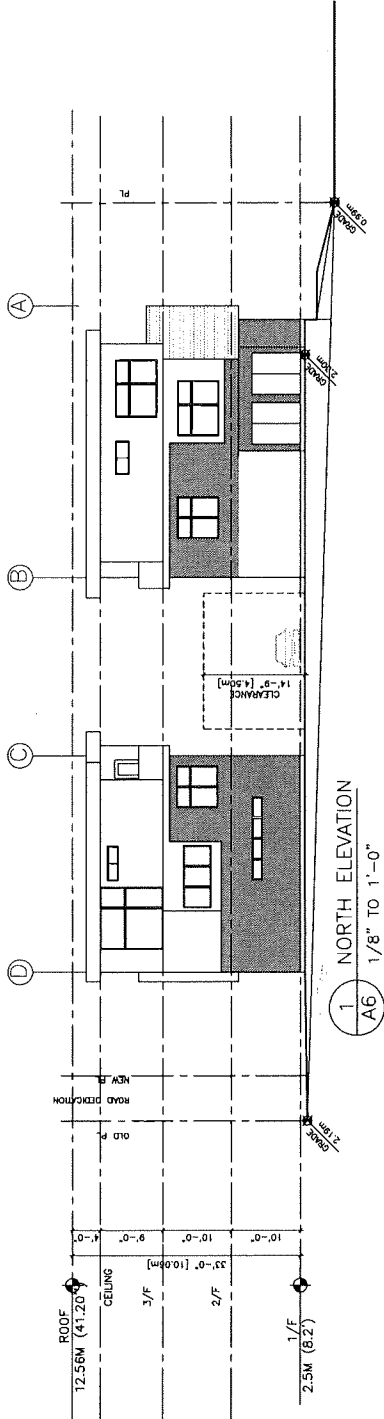 ROOF
12.56M (41.20')
CEILING
3/F
2/F
1/F
2.5M (8.2')
4'-0"
9'-0"
10'-0"
10'-0"
33'-0" [10.06m]
OLD PL
ROAD DEDICATION
NEW PL
GRADE
2.19m
D
C
B
A
CLEARANCE
14'-9" [4.50m]
PL
GRADE
2.00m
GRADE
0.99m
1
A6
NORTH ELEVATION
1/8" TO 1'-0"